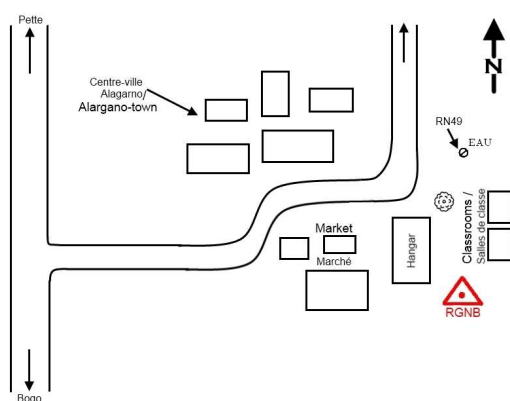 Pette
Centre-ville
Alagarno/
Alargano-town
N
RN49
EAU
Classrooms /
Salles de classe
Market
Marché
Hangar
RGNB
Bogo